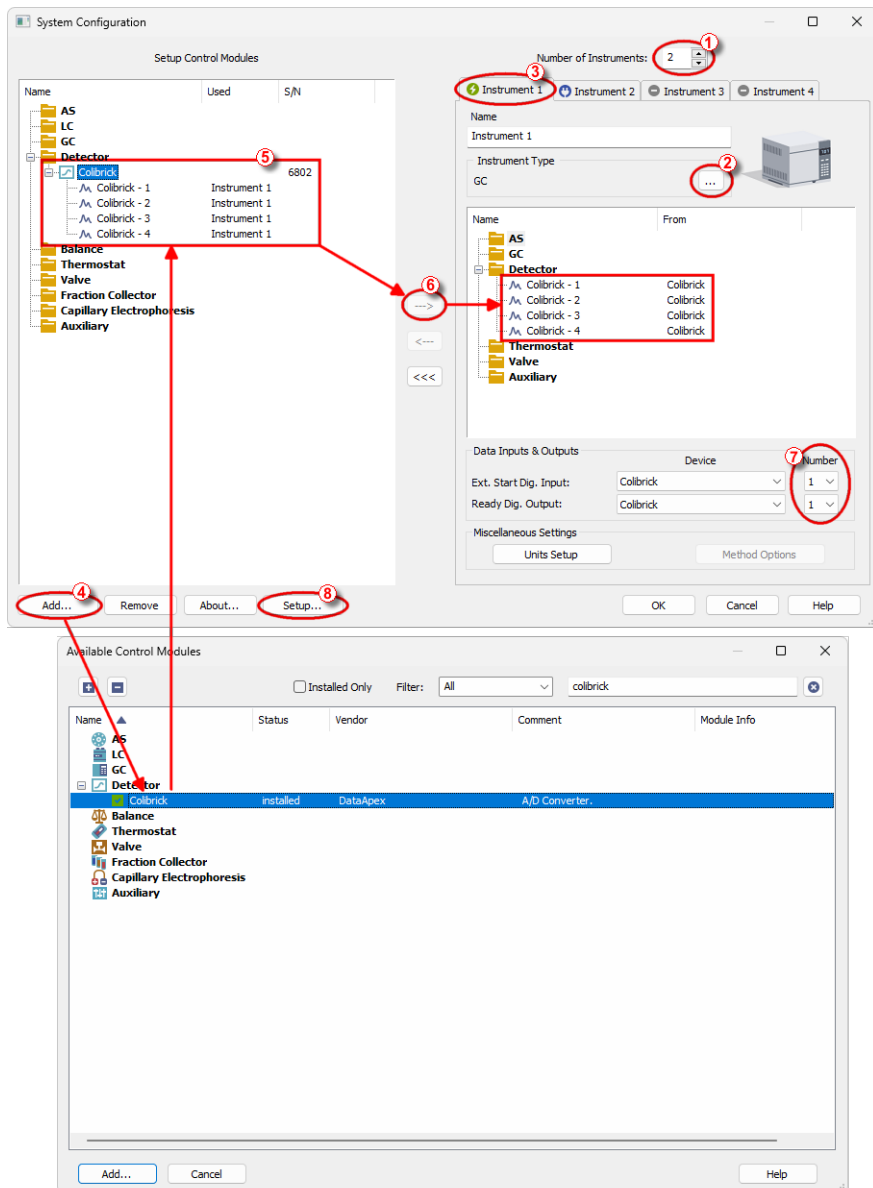 System Configuration
Setup Control Modules
Number of Instruments: 2
1
3
Name Used S/N
Instrument 1 Instrument 2 Instrument 3 Instrument 4
AS
LC
GC
Detector
5
Colibrick 6802
Colibrick - 1 Instrument 1
Colibrick - 2 Instrument 1
Colibrick - 3 Instrument 1
Colibrick - 4 Instrument 1
Balance
Thermostat
Valve
Fraction Collector
Capillary Electrophoresis
Auxiliary
Name
Instrument 1
Instrument Type
2
GC ...
Name From
AS
GC
Detector
Colibrick - 1 Colibrick
Colibrick - 2 Colibrick
Colibrick - 3 Colibrick
Colibrick - 4 Colibrick
Thermostat
Valve
Auxiliary
6
--->
<---
<<<
Data Inputs & Outputs
Device 7 Number
Ext. Start Dig. Input: Colibrick 1
Ready Dig. Output: Colibrick 1
Miscellaneous Settings
Units Setup Method Options
4 8
Add... Remove About... Setup... OK Cancel Help
Available Control Modules
Installed Only Filter: All colibrick
Name Status Vendor Comment Module Info
AS
LC
GC
Detector
Colibrick installed DataApex A/D Converter.
Balance
Thermostat
Valve
Fraction Collector
Capillary Electrophoresis
Auxiliary
Add... Cancel Help